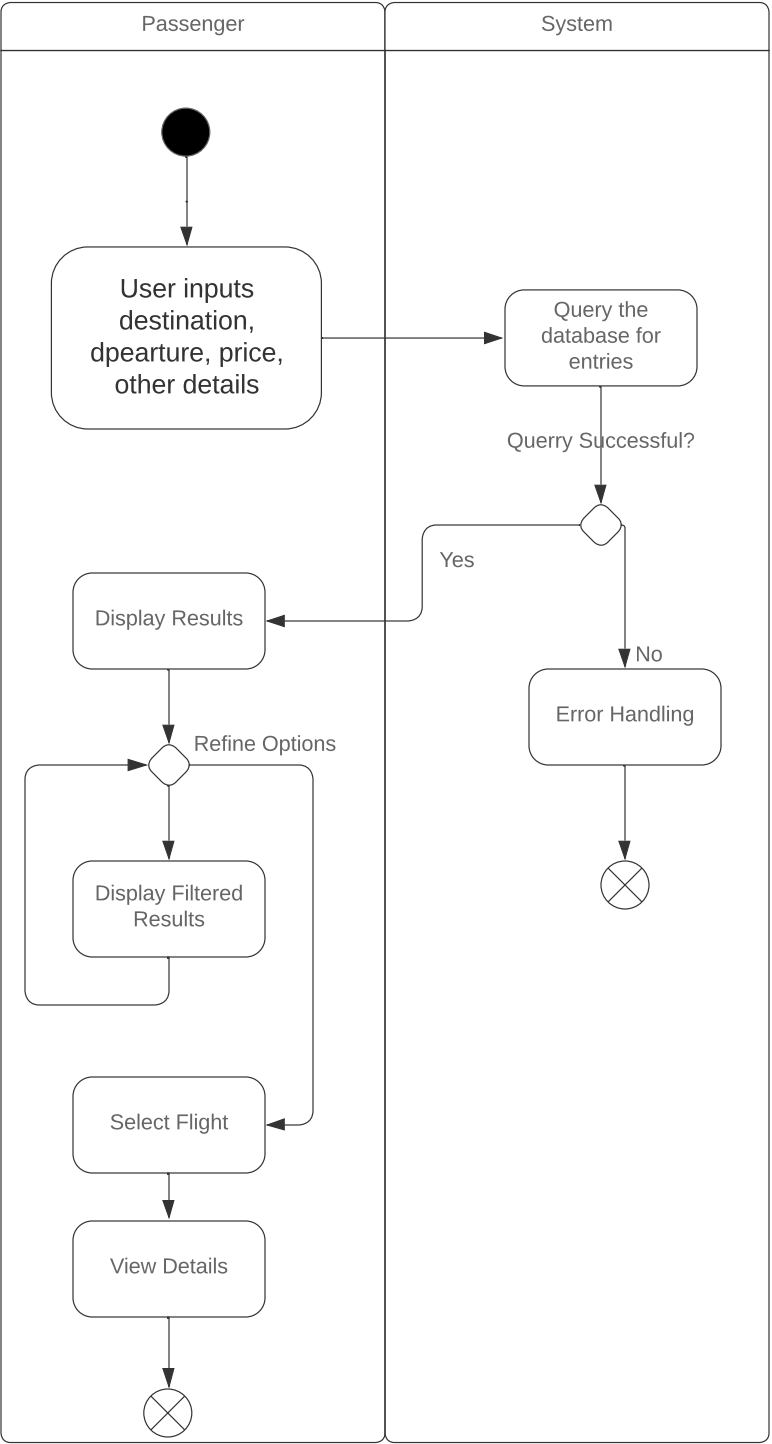 Passenger
System
User inputs
destination,
dpearture, price,
other details
Query the
database for
entries
Querry Successful?
Yes
Display Results
No
Error Handling
Refine Options
Display Filtered
Results
Select Flight
View Details